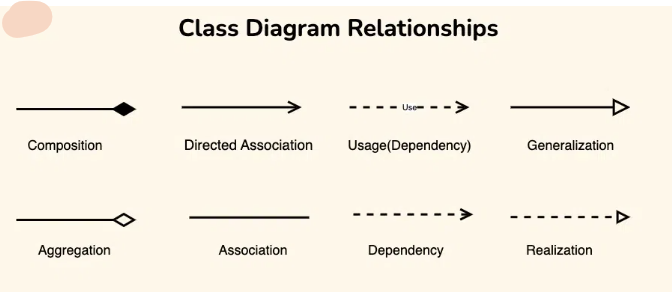 Class Diagram Relationships
Use
Composition
Directed Association
Usage(Dependency)
Generalization
Aggregation
Association
Dependency
Realization